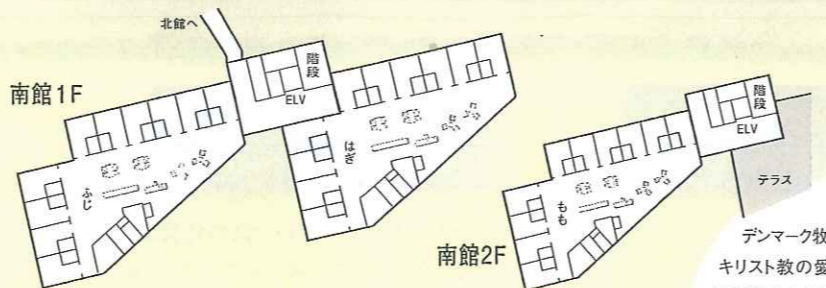 北館へ
南館1F
階段
ELV
ふじ
はぎ
南館2F
階段
ELV
テラス
もも
デンマーク牧
キリスト教の愛